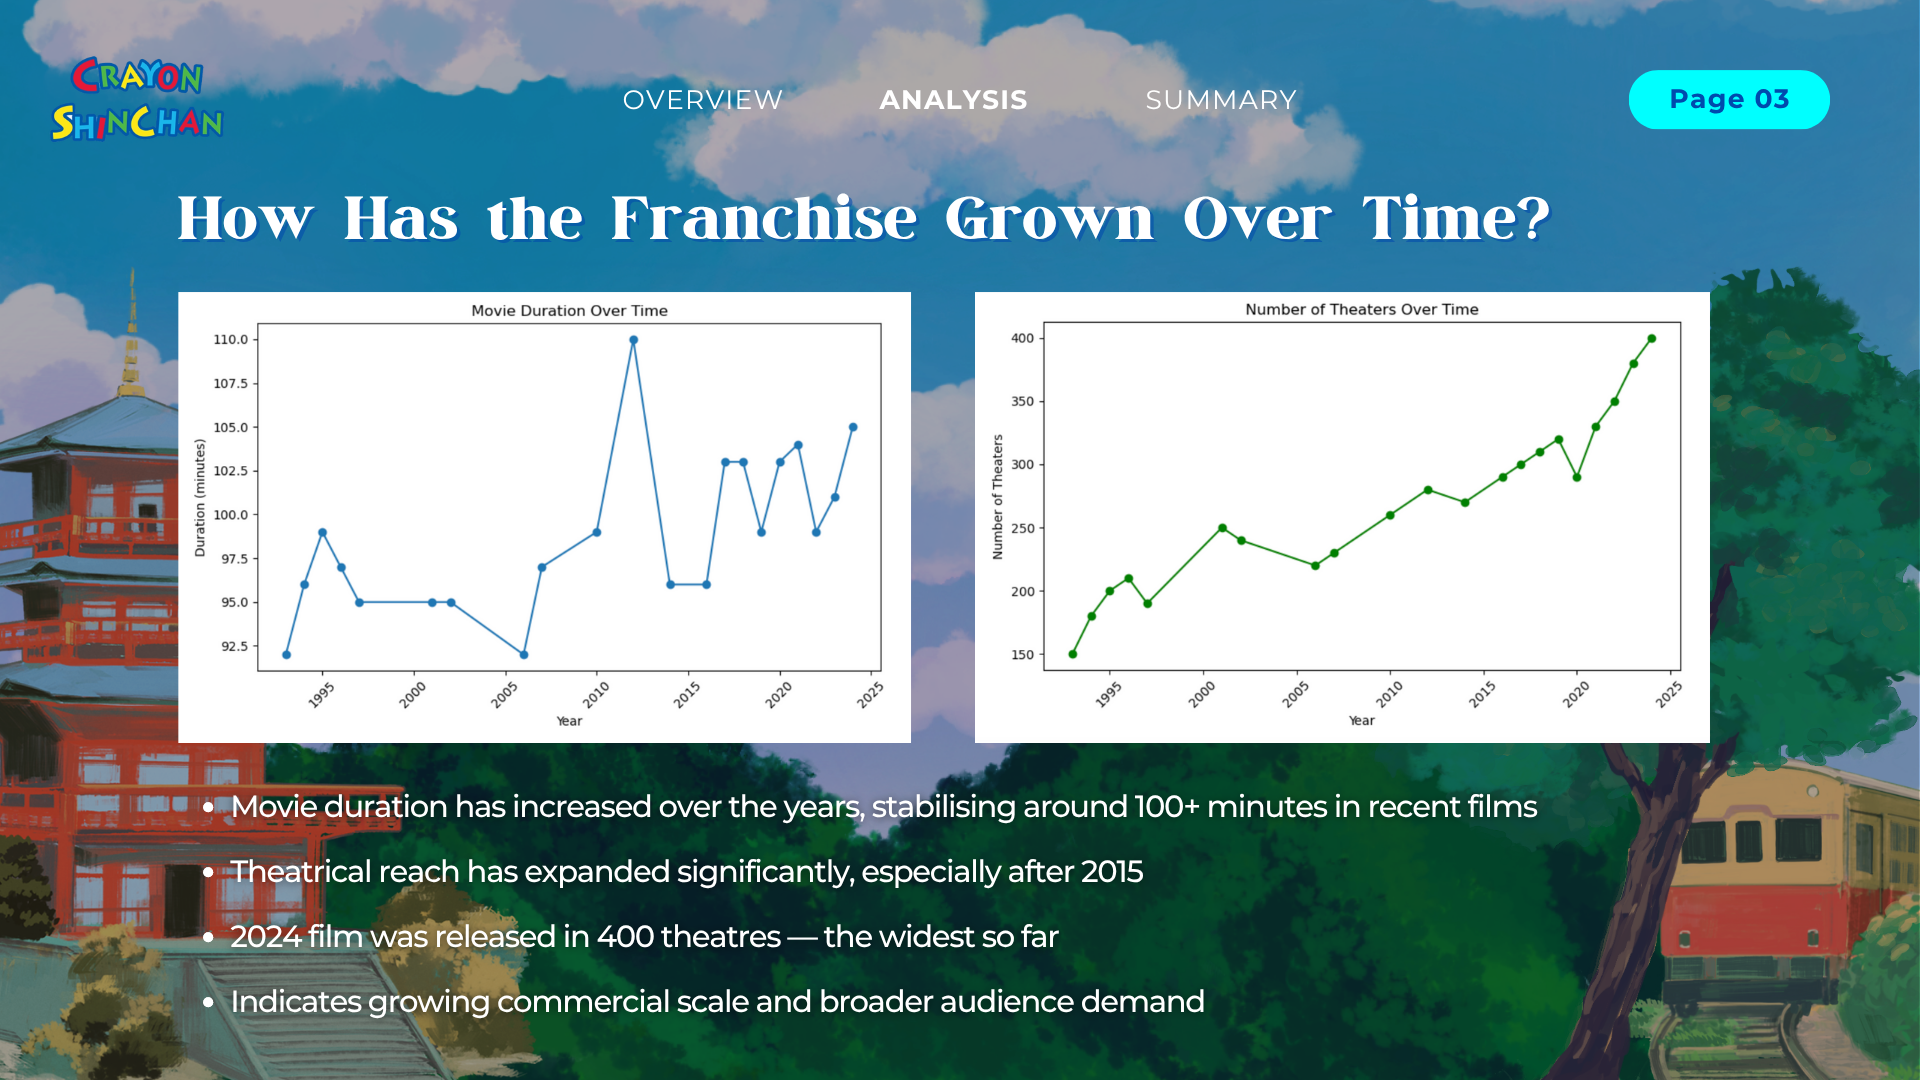 CRAYON
SHINCHAN
OVERVIEW
ANALYSIS
SUMMARY
Page 03
How Has the Franchise Grown Over Time?
Movie Duration Over Time
110.0
107.5
105.0
102.5
100.0
97.5
95.0
92.5
Duration (minutes)
1995
2000
2005
2010
2015
2020
2025
Year
Number of Theaters Over Time
400
350
300
250
200
150
Number of Theaters
1995
2000
2005
2010
2015
2020
2025
Year
• Movie duration has increased over the years, stabilising around 100+ minutes in recent films
• Theatrical reach has expanded significantly, especially after 2015
• 2024 film was released in 400 theatres — the widest so far
• Indicates growing commercial scale and broader audience demand